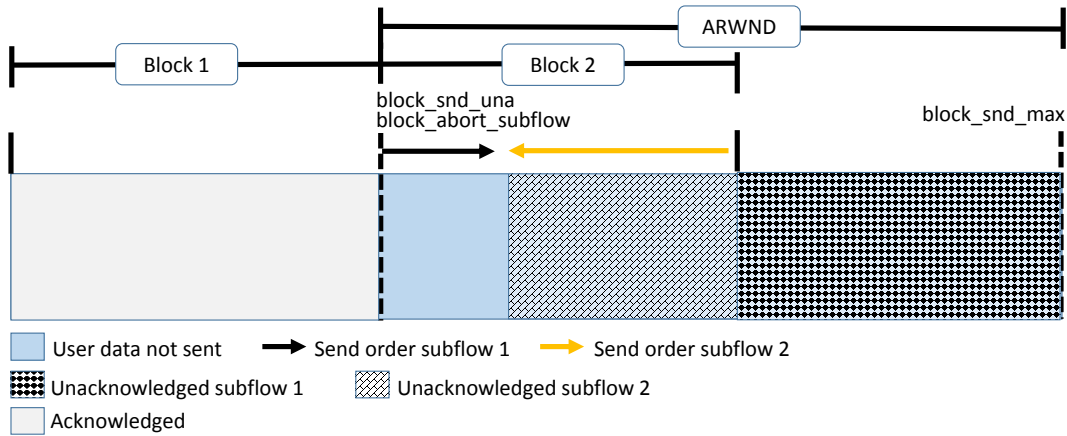 ARWND
Block 1
Block 2
block_snd_una
block_abort_subflow
block_snd_max
User data not sent
Send order subflow 1
Send order subflow 2
Unacknowledged subflow 1
Unacknowledged subflow 2
Acknowledged